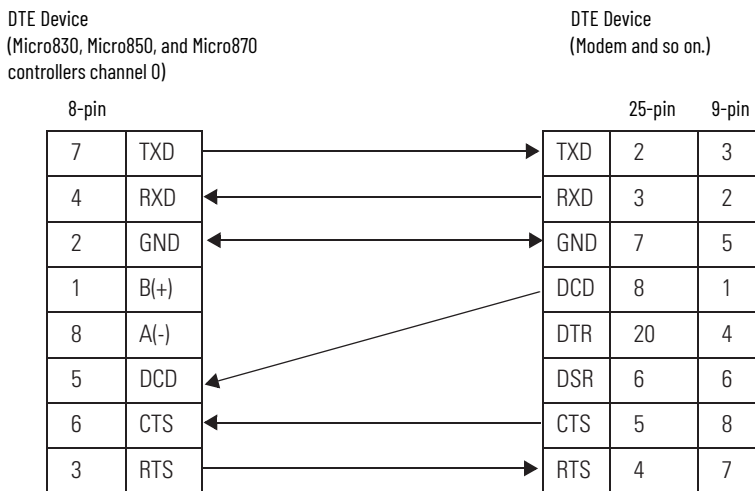 DTE Device
(Micro830, Micro850, and Micro870
controllers channel 0)
DTE Device
(Modem and so on.)
8-pin
25-pin 9-pin
7 TXD TXD 2 3
4 RXD RXD 3 2
2 GND GND 7 5
1 B(+) DCD 8 1
8 A(-) DTR 20 4
5 DCD DSR 6 6
6 CTS CTS 5 8
3 RTS RTS 4 7